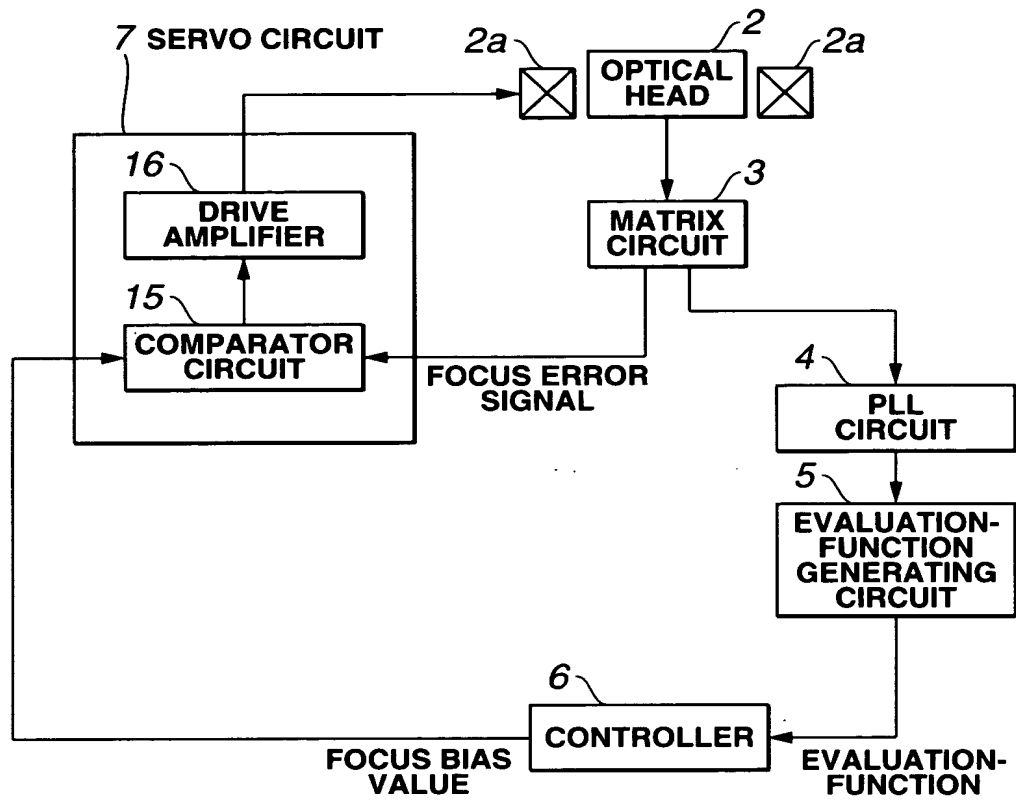 7 SERVO CIRCUIT
2a
2
2a
OPTICAL
HEAD
16
DRIVE
AMPLIFIER
3
MATRIX
CIRCUIT
15
COMPARATOR
CIRCUIT
FOCUS ERROR
SIGNAL
4
PLL
CIRCUIT
5
EVALUATION-
FUNCTION
GENERATING
CIRCUIT
6
CONTROLLER
FOCUS BIAS
VALUE
EVALUATION-
FUNCTION